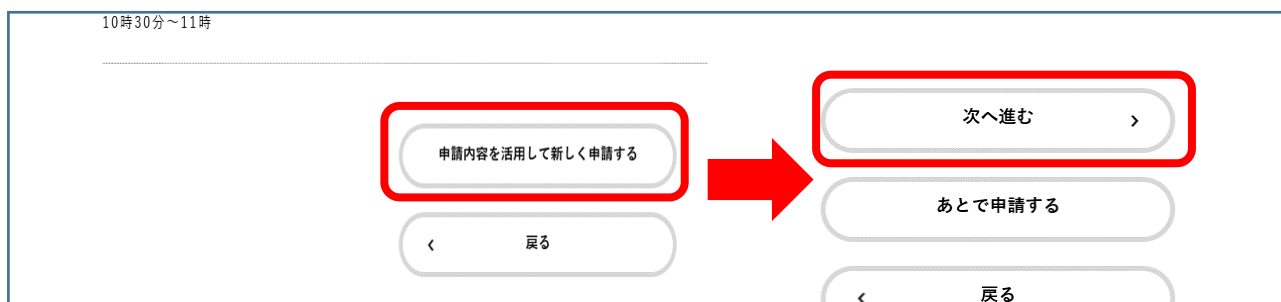 10時30分～11時
申請内容を活用して新しく申請する
戻る
次へ進む
あとで申請する
戻る